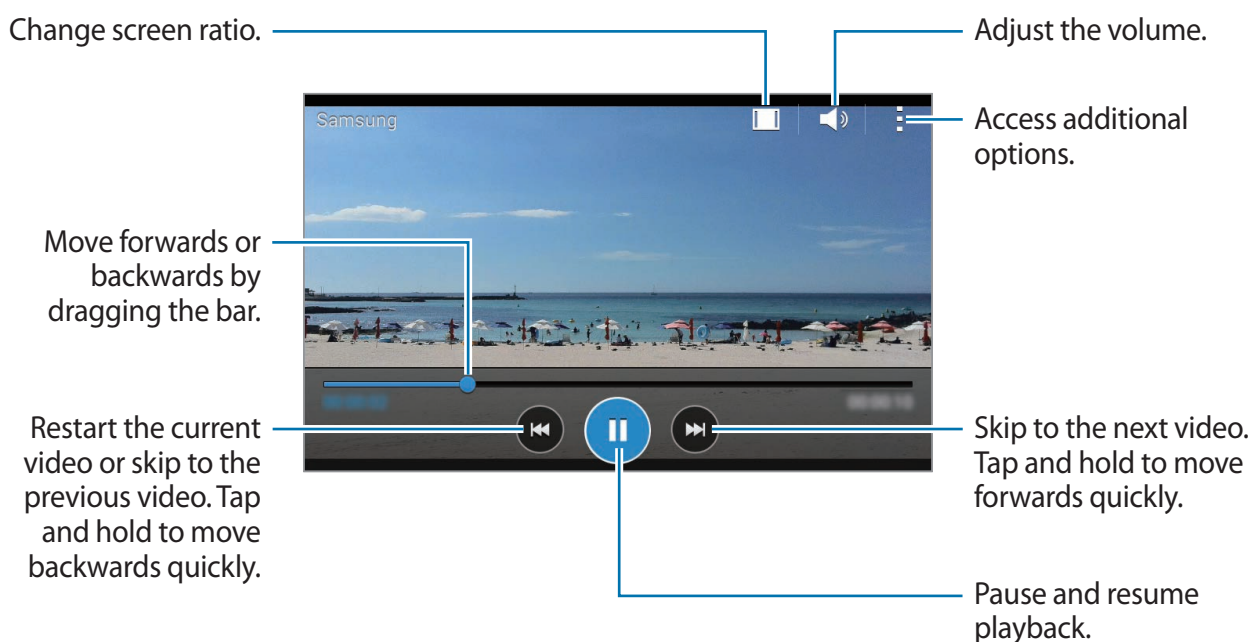 Change screen ratio.
Adjust the volume.
Samsung
Access additional
options.
Move forwards or
backwards by
dragging the bar.
Restart the current
video or skip to the
previous video. Tap
and hold to move
backwards quickly.
Skip to the next video.
Tap and hold to move
forwards quickly.
Pause and resume
playback.